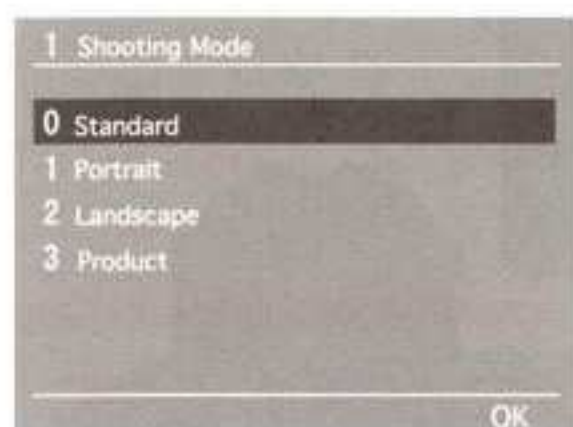 1 Shooting Mode
0 Standard
1 Portrait
2 Landscape
3 Product
OK